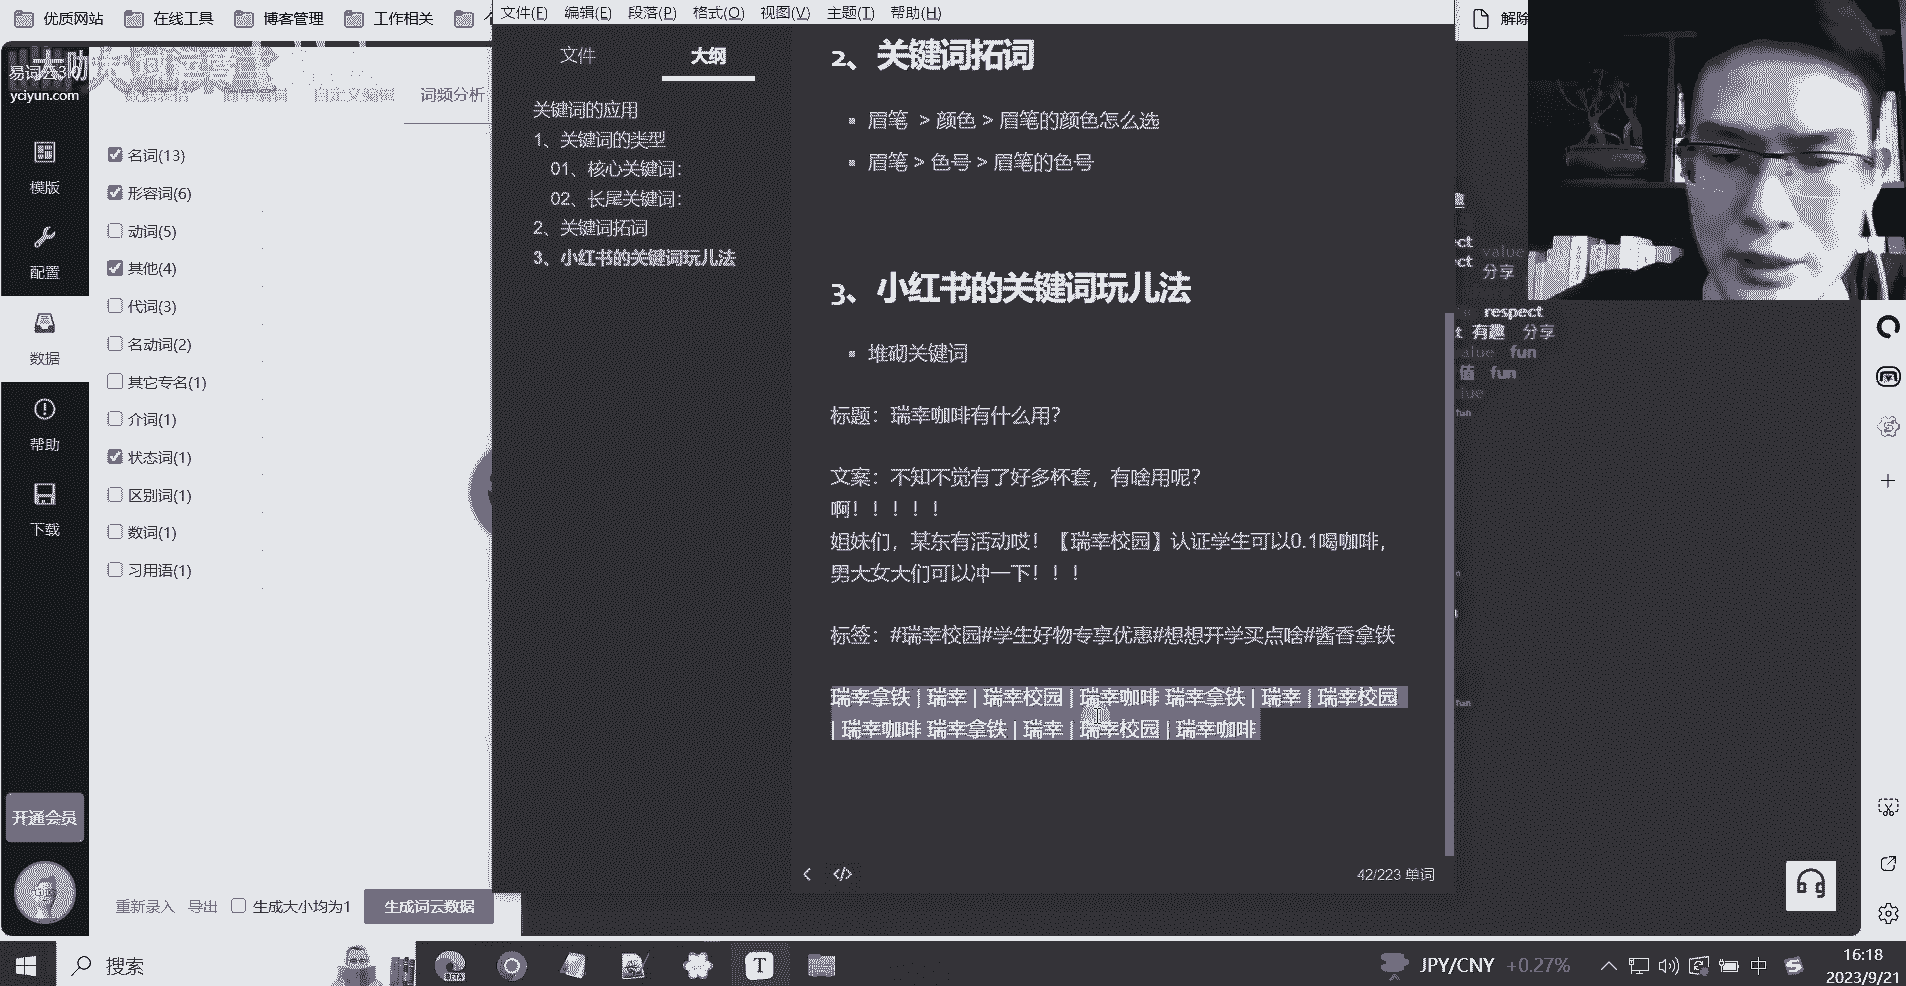 优质网站
在线工具
博客管理
工作相关
文件(F) 编辑(E) 段落(P) 格式(O) 视图(V) 主题(T) 帮助(H)
解除
易词云3.0
yciyun.com
词频分析
模版
配置
数据
帮助
下载
开通会员
名词(13)
形容词(6)
动词(5)
其他(4)
代词(3)
名动词(2)
其它专名(1)
介词(1)
状态词(1)
区别词(1)
数词(1)
习用语(1)
重新录入 导出 生成大小均为1 生成词云数据
文件 大纲
关键词的应用
1、关键词的类型
01、核心关键词：
02、长尾关键词：
2、关键词拓词
3、小红书的关键词玩儿法
2、关键词拓词
眉笔 > 颜色 > 眉笔的颜色怎么选
眉笔 > 色号 > 眉笔的色号
3、小红书的关键词玩儿法
堆砌关键词
标题：瑞幸咖啡有什么用？
文案：不知不觉有了好多杯套，有啥用呢？
啊！！！！！
姐妹们，某东有活动哎！【瑞幸校园】认证学生可以0.1喝咖啡，
男大女大们可以冲一下！！！
标签：#瑞幸校园#学生好物专享优惠#想想开学买点啥#酱香拿铁
瑞幸拿铁 | 瑞幸 | 瑞幸校园 | 瑞幸咖啡 瑞幸拿铁 | 瑞幸 | 瑞幸校园
| 瑞幸咖啡 瑞幸拿铁 | 瑞幸 | 瑞幸校园 | 瑞幸咖啡
42/223 单词
value
分享
respect
有趣 分享
fun
值 fun
搜索
JPY/CNY +0.27%
中
16:18
2023/9/21